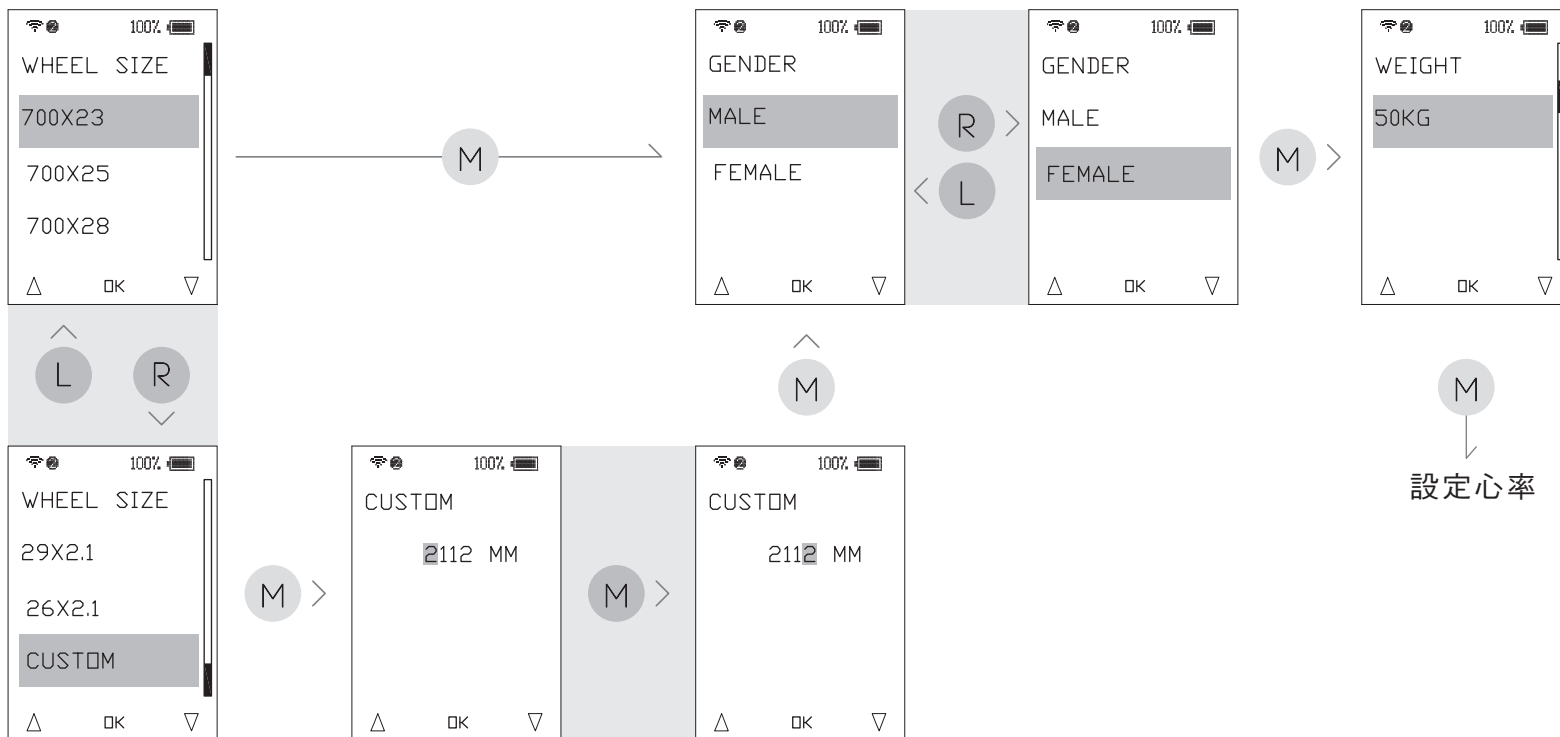 100%
WHEEL SIZE
700X23
700X25
700X28
OK
M
100%
GENDER
MALE
FEMALE
OK
R
L
100%
GENDER
MALE
FEMALE
OK
M
100%
WEIGHT
50KG
OK
L
R
M
M
設定心率
100%
WHEEL SIZE
29X2.1
26X2.1
CUSTOM
OK
M
100%
CUSTOM
2112 MM
OK
M
100%
CUSTOM
2112 MM
OK